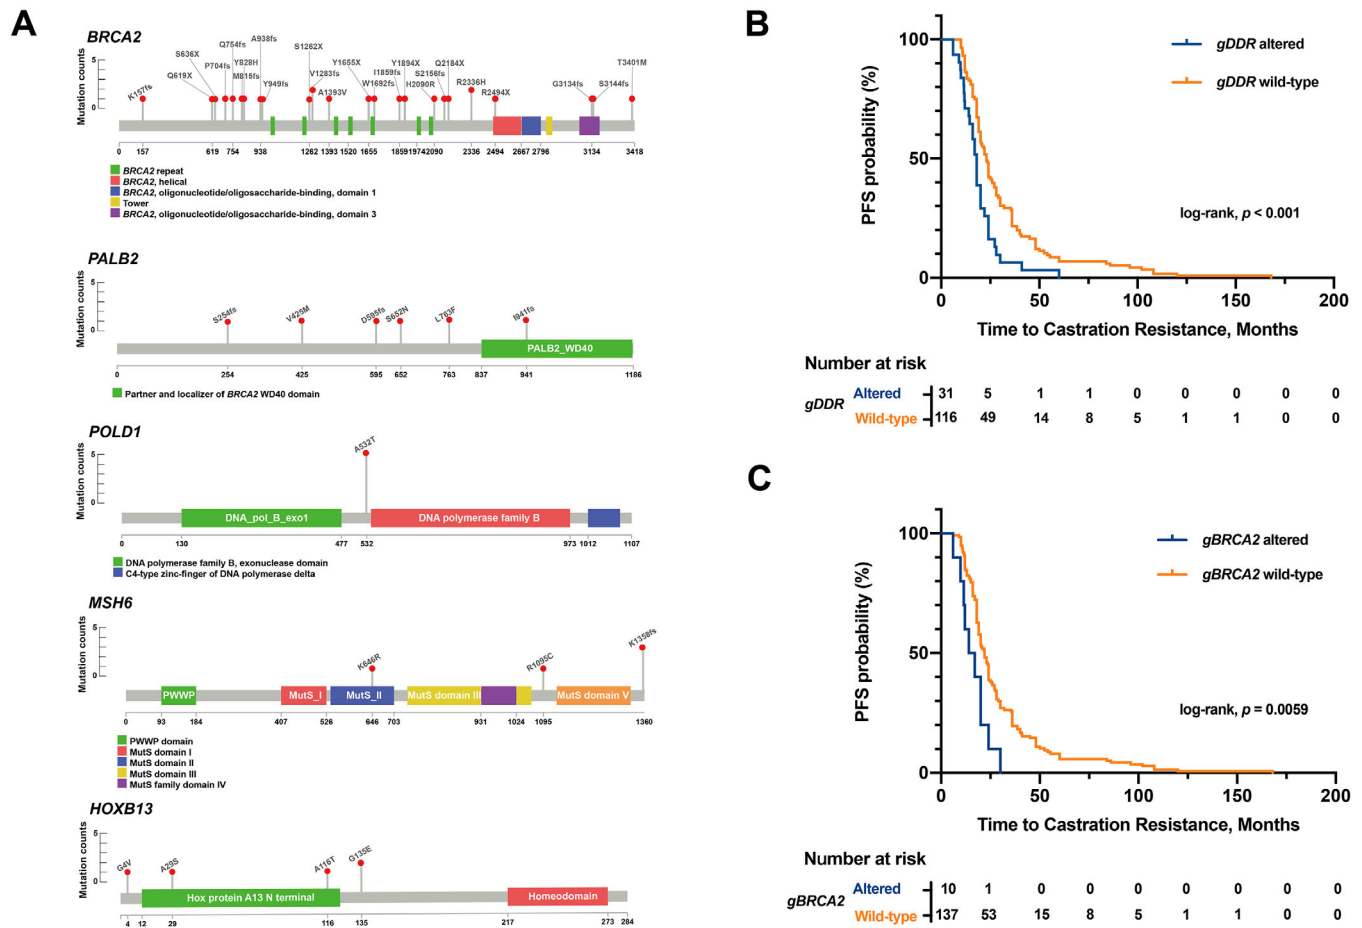 A
BRCA2
Mutation counts
5
0
K157fs
Q619X
S636X
P704fs
Q754fs
Y828H
M815fs
A938fs
Y949fs
S1262X
V1283fs
A1393V
Y1655X
W1692fs
I1859fs
Y1894X
H2090R
S2156fs
Q2184X
R2336H
R2494X
G3134fs
S3144fs
T3401M
0 157 619 754 938 1262 1393 1520 1655 1859 1974 2090 2336 2494 2667 2796 3134 3418
BRCA2 repeat
BRCA2, helical
BRCA2, oligonucleotide/oligosaccharide-binding, domain 1
Tower
BRCA2, oligonucleotide/oligosaccharide-binding, domain 3
PALB2
Mutation counts
5
0
S254fs V425M D595fs S652N L763F I941fs
PALB2_WD40
0 254 425 595 652 763 837 941 1186
Partner and localizer of BRCA2 WD40 domain
POLD1
Mutation counts
5
0
A532T
DNA_pol_B_exo1 DNA polymerase family B
0 130 477 532 973 1012 1107
DNA polymerase family B, exonuclease domain
C4-type zinc-finger of DNA polymerase delta
MSH6
Mutation counts
5
0
K646R R1095C K1358fs
PWWP MutS_I MutS_II MutS domain III MutS domain V
0 93 184 407 526 646 703 931 1024 1095 1360
PWWP domain
MutS domain I
MutS domain II
MutS domain III
MutS family domain IV
HOXB13
Mutation counts
5
0
G4V A29S A116T G135E
Hox protein A13 N terminal Homeodomain
4 12 29 116 135 217 273 284
B
PFS probability (%)
100
50
0
gDDR altered
gDDR wild-type
log-rank, p < 0.001
0 50 100 150 200
Time to Castration Resistance, Months
Number at risk
gDDR
Altered 31 5 1 1 0 0 0 0 0
Wild-type 116 49 14 8 5 1 1 0 0
C
PFS probability (%)
100
50
0
gBRCA2 altered
gBRCA2 wild-type
log-rank, p = 0.0059
0 50 100 150 200
Time to Castration Resistance, Months
Number at risk
gBRCA2
Altered 10 1 0 0 0 0 0 0 0
Wild-type 137 53 15 8 5 1 1 0 0